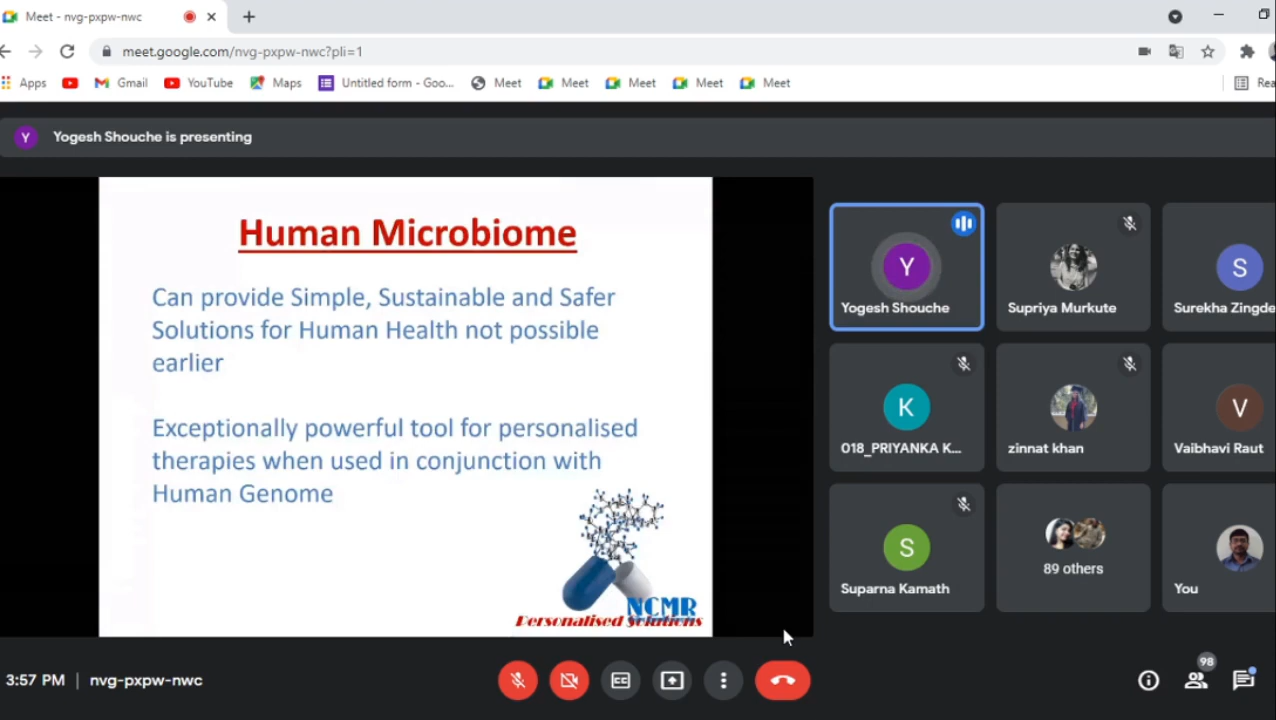 Meet - nvg-pxpw-nwc
meet.google.com/nvg-pxpw-nwc?pli=1
Apps Gmail YouTube Maps Untitled form - Goo... Meet Meet Meet Meet Meet
Y Yogesh Shouche is presenting
Human Microbiome
Can provide Simple, Sustainable and Safer
Solutions for Human Health not possible
earlier
Exceptionally powerful tool for personalised
therapies when used in conjunction with
Human Genome
NCMR
Personalised Solutions
Y
Yogesh Shouche
Supriya Murkute
S
Surekha Zingde
K
018_PRIYANKA K...
zinnat khan
V
Vaibhavi Raut
S
Suparna Kamath
89 others
You
3:57 PM | nvg-pxpw-nwc
98